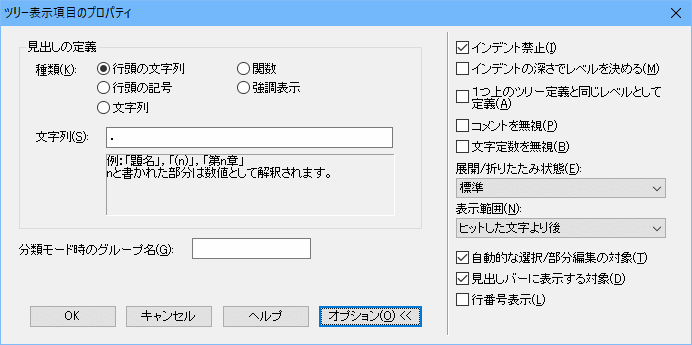 ツリー表示項目のプロパティ
見出しの定義
種類(K):
行頭の文字列
関数
行頭の記号
強調表示
文字列
文字列(S):
.
例:「題名」,「(n)」,「第n章」
nと書かれた部分は数値として解釈されます。
分類モード時のグループ名(G):
OK
キャンセル
ヘルプ
オプション(O) <<
インデント禁止(I)
インデントの深さでレベルを決める(M)
1つ上のツリー定義と同じレベルとして
定義(A)
コメントを無視(P)
文字定数を無視(B)
展開/折りたたみ状態(E):
標準
表示範囲(N):
ヒットした文字より後
自動的な選択/部分編集の対象(T)
見出しバーに表示する対象(D)
行番号表示(L)